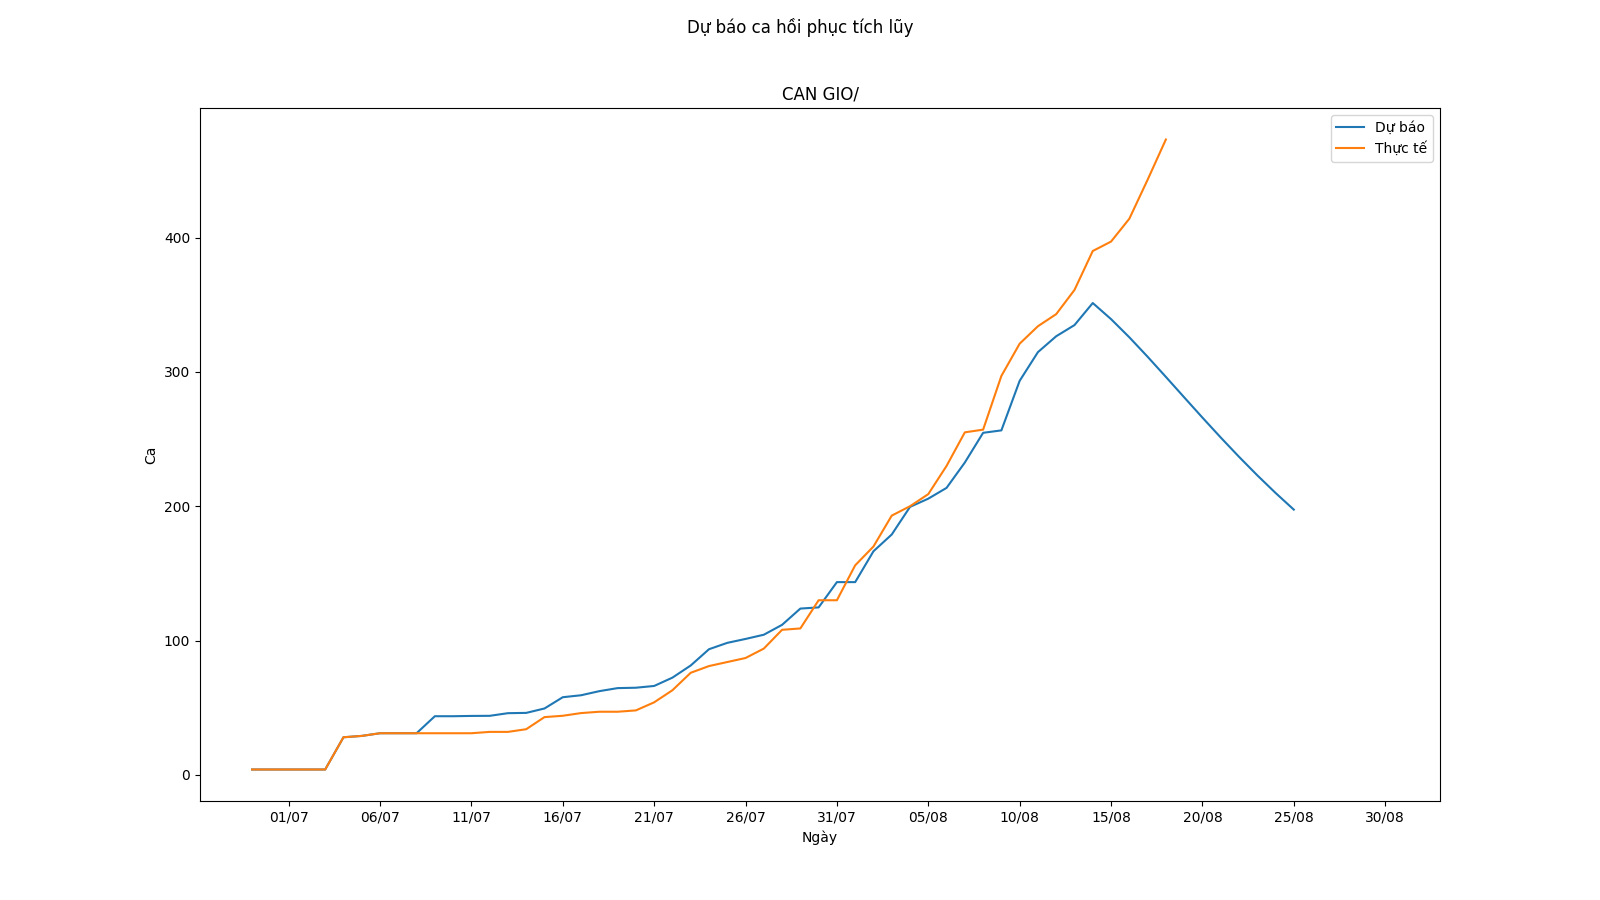 Dự báo ca hồi phục tích lũy
CAN GIO/
Dự báo
Thực tế
400
300
200
100
0
Ca
01/07 06/07 11/07 16/07 21/07 26/07 31/07 05/08 10/08 15/08 20/08 25/08 30/08
Ngày